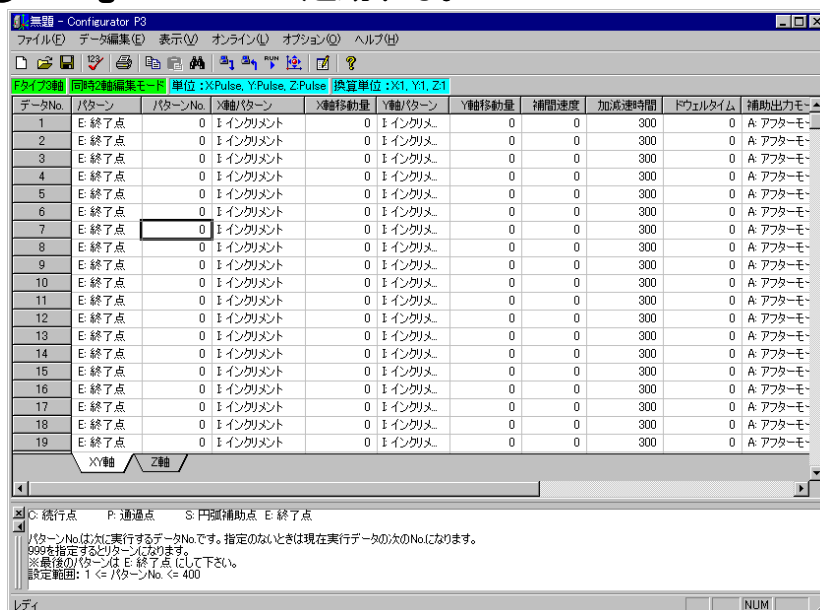 無題 - Configurator P3
ファイル(F) データ編集(E) 表示(V) オンライン(L) オプション(O) ヘルプ(H)
Fタイプ3軸 同時2軸編集モード 単位：X:Pulse, Y:Pulse, Z:Pulse 換算単位：X:1, Y:1, Z:1
データNo. パターン パターンNo. X軸パターン X軸移動量 Y軸パターン Y軸移動量 補間速度 加減速時間 ドウェルタイム 補助出力モー
1 E: 終了点 0 I: インクリメント 0 I: インクリメ... 0 0 300 0 A: アフターモー
2 E: 終了点 0 I: インクリメント 0 I: インクリメ... 0 0 300 0 A: アフターモー
3 E: 終了点 0 I: インクリメント 0 I: インクリメ... 0 0 300 0 A: アフターモー
4 E: 終了点 0 I: インクリメント 0 I: インクリメ... 0 0 300 0 A: アフターモー
5 E: 終了点 0 I: インクリメント 0 I: インクリメ... 0 0 300 0 A: アフターモー
6 E: 終了点 0 I: インクリメント 0 I: インクリメ... 0 0 300 0 A: アフターモー
7 E: 終了点 0 I: インクリメント 0 I: インクリメ... 0 0 300 0 A: アフターモー
8 E: 終了点 0 I: インクリメント 0 I: インクリメ... 0 0 300 0 A: アフターモー
9 E: 終了点 0 I: インクリメント 0 I: インクリメ... 0 0 300 0 A: アフターモー
10 E: 終了点 0 I: インクリメント 0 I: インクリメ... 0 0 300 0 A: アフターモー
11 E: 終了点 0 I: インクリメント 0 I: インクリメ... 0 0 300 0 A: アフターモー
12 E: 終了点 0 I: インクリメント 0 I: インクリメ... 0 0 300 0 A: アフターモー
13 E: 終了点 0 I: インクリメント 0 I: インクリメ... 0 0 300 0 A: アフターモー
14 E: 終了点 0 I: インクリメント 0 I: インクリメ... 0 0 300 0 A: アフターモー
15 E: 終了点 0 I: インクリメント 0 I: インクリメ... 0 0 300 0 A: アフターモー
16 E: 終了点 0 I: インクリメント 0 I: インクリメ... 0 0 300 0 A: アフターモー
17 E: 終了点 0 I: インクリメント 0 I: インクリメ... 0 0 300 0 A: アフターモー
18 E: 終了点 0 I: インクリメント 0 I: インクリメ... 0 0 300 0 A: アフターモー
19 E: 終了点 0 I: インクリメント 0 I: インクリメ... 0 0 300 0 A: アフターモー
XY軸 Z軸
C: 続行点 P: 通過点 S: 円弧補助点 E: 終了点
パターンNo.は次に実行するデータNo.です。指定のないときは現在実行データの次のNo.になります。
999を指定するとリターンになります。
※最後のパターンは E: 終了点 にして下さい。
設定範囲： 1 <= パターンNo. <= 400
レディ NUM